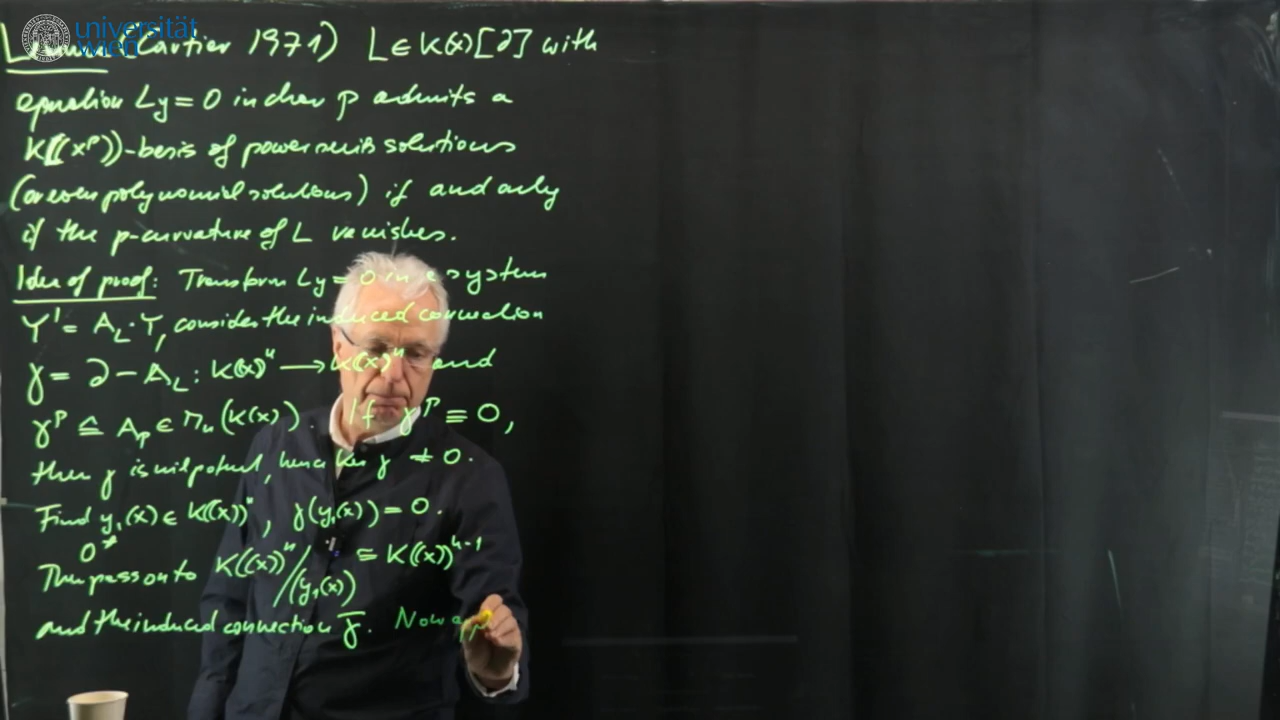 universität
wien
Lemma (Cartier 1971) L ∈ K(x)[∂] with
equation Ly = 0 in char p admits a
K((x^p))-basis of power series solutions
(or even polynomial solutions) if and only
if the p-curvature of L vanishes.
Idea of proof: Transform Ly = 0 in a system
Y' = A_L · Y, consider the induced connection
γ = ∂ − A_L : K(x)^n → K(x)^n and
γ^p ≙ A_p ∈ M_n(K(x)). If γ^p ≡ 0,
then γ is nilpotent, hence Ker γ ≠ 0.
Find y_1(x) ∈ K((x))^n, γ(y_1(x)) = 0.
0 ≠
Then pass on to K((x))^n / (y_1(x)) ≅ K((x))^{n-1}
and the induced connection γ̄. Now